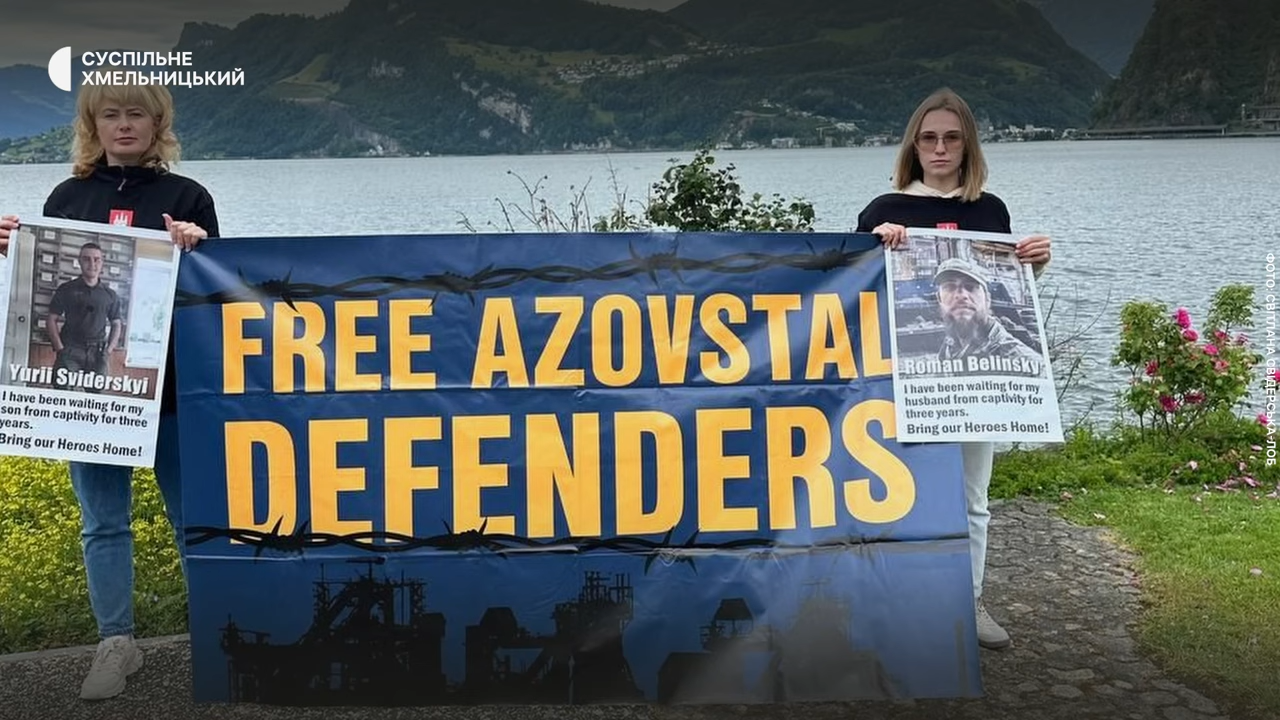 СУСПІЛЬНЕ
ХМЕЛЬНИЦЬКИЙ
FREE AZOVSTAL
DEFENDERS
Yurii Sviderskyi
I have been waiting for my
son from captivity for three
years.
Bring our Heroes Home!
Roman Belinsky
I have been waiting for my
husband from captivity for
three years.
Bring our Heroes Home!
ФОТО: СВІТЛАНА